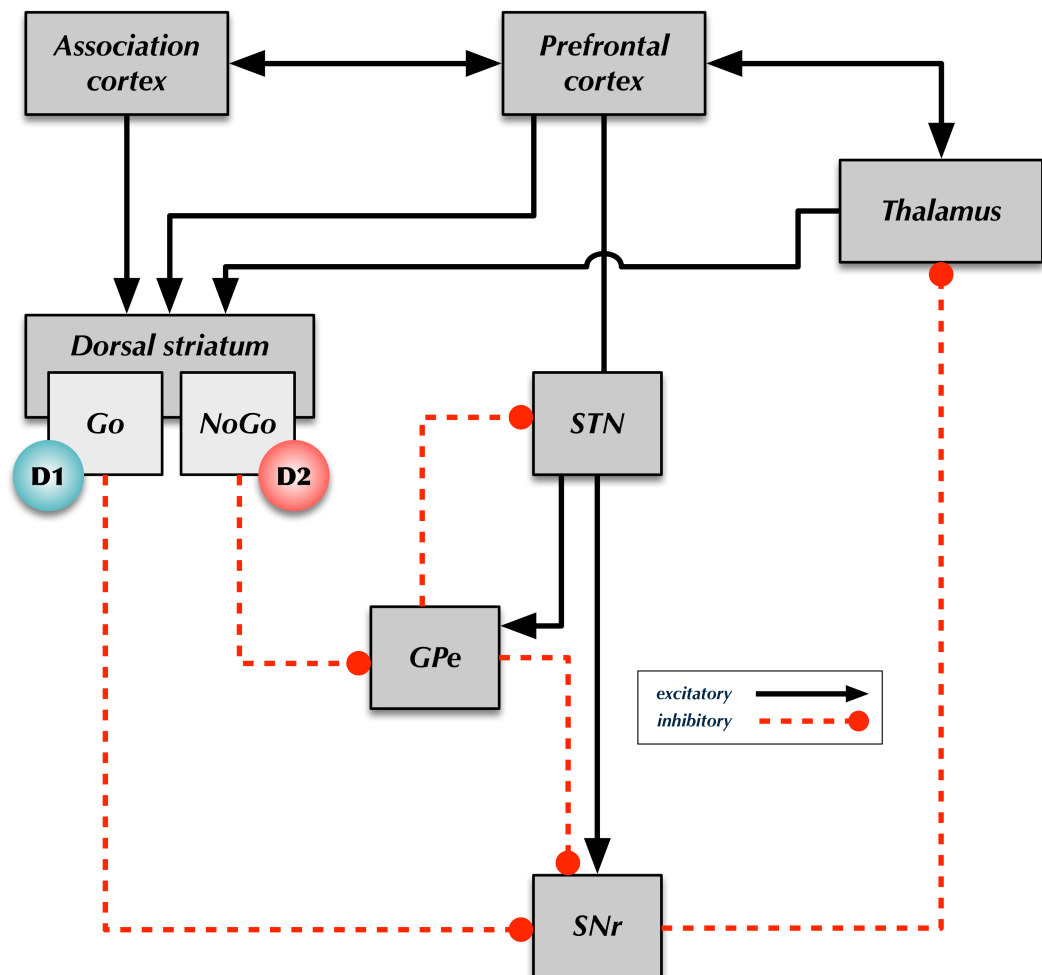 Association
cortex
Prefrontal
cortex
Thalamus
Dorsal striatum
Go
NoGo
STN
D1
D2
GPe
excitatory
inhibitory
SNr